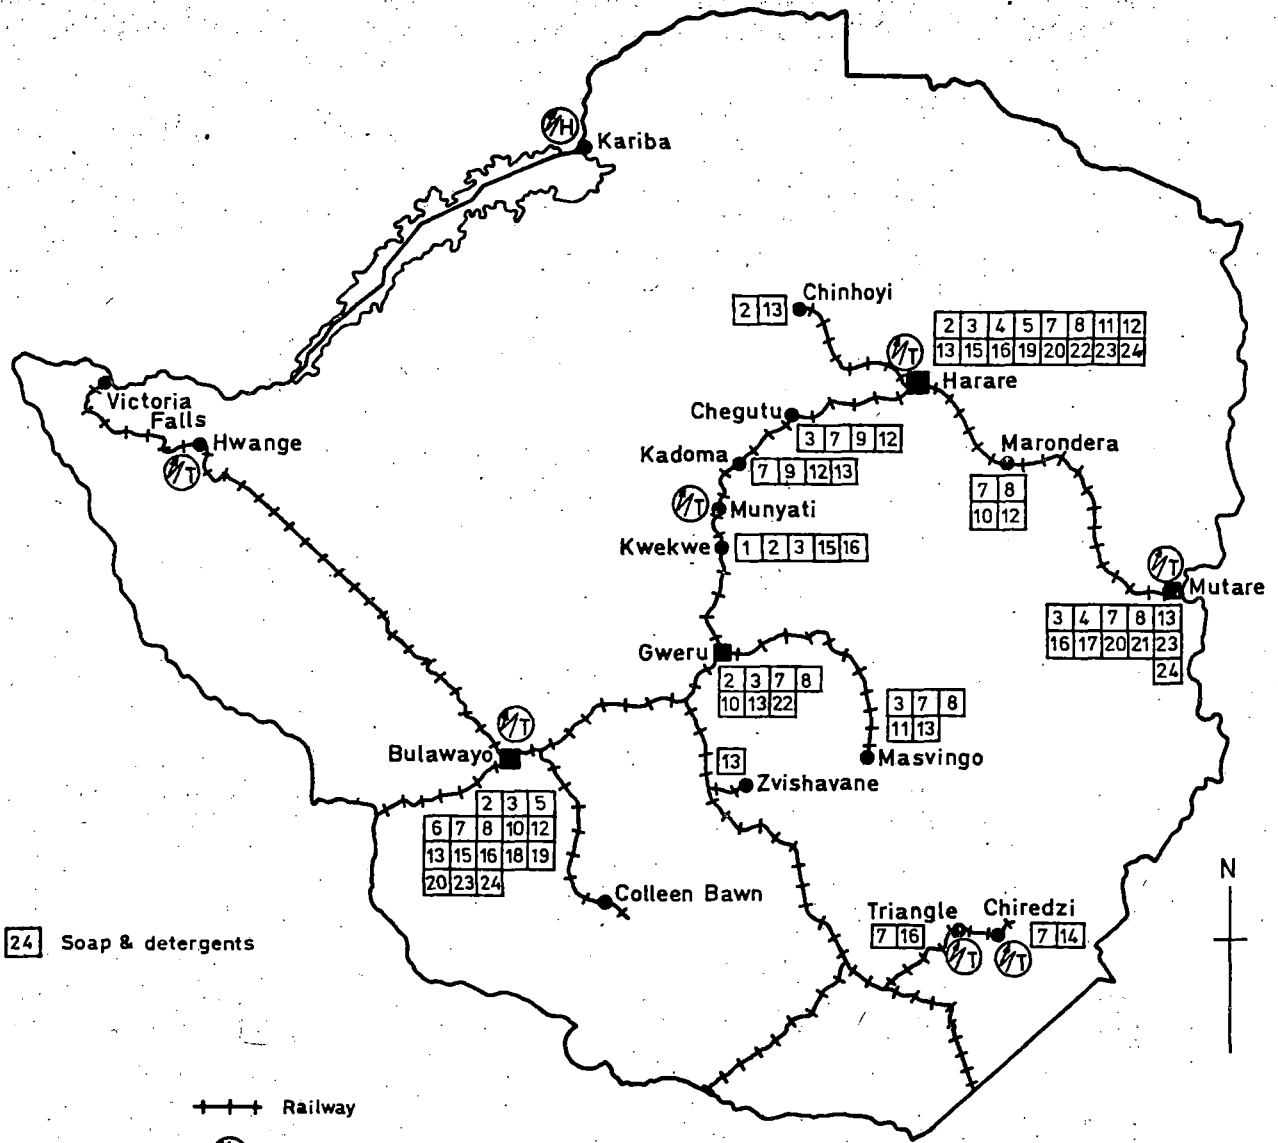 H
Kariba
Chinhoyi
2 13
2 3 4 5 7 8 11 12
13 15 16 19 20 22 23 24
T
Harare
Victoria
Falls
Hwange
T
Chegutu
3 7 9 12
Kadoma
7 9 12 13
Marondera
7 8
10 12
T
Munyati
Kwekwe
1 2 3 15 16
T
Mutare
3 4 7 8 13
16 17 20 21 23
24
Gweru
2 3 7 8
10 13 22
3 7 8
11 13
Masvingo
T
Bulawayo
13
Zvishavane
2 3 5
6 7 8 10 12
13 15 16 18 19
20 23 24
Colleen Bawn
N
Triangle
7 16
T
Chiredzi
7 14
T
24 Soap & detergents
Railway